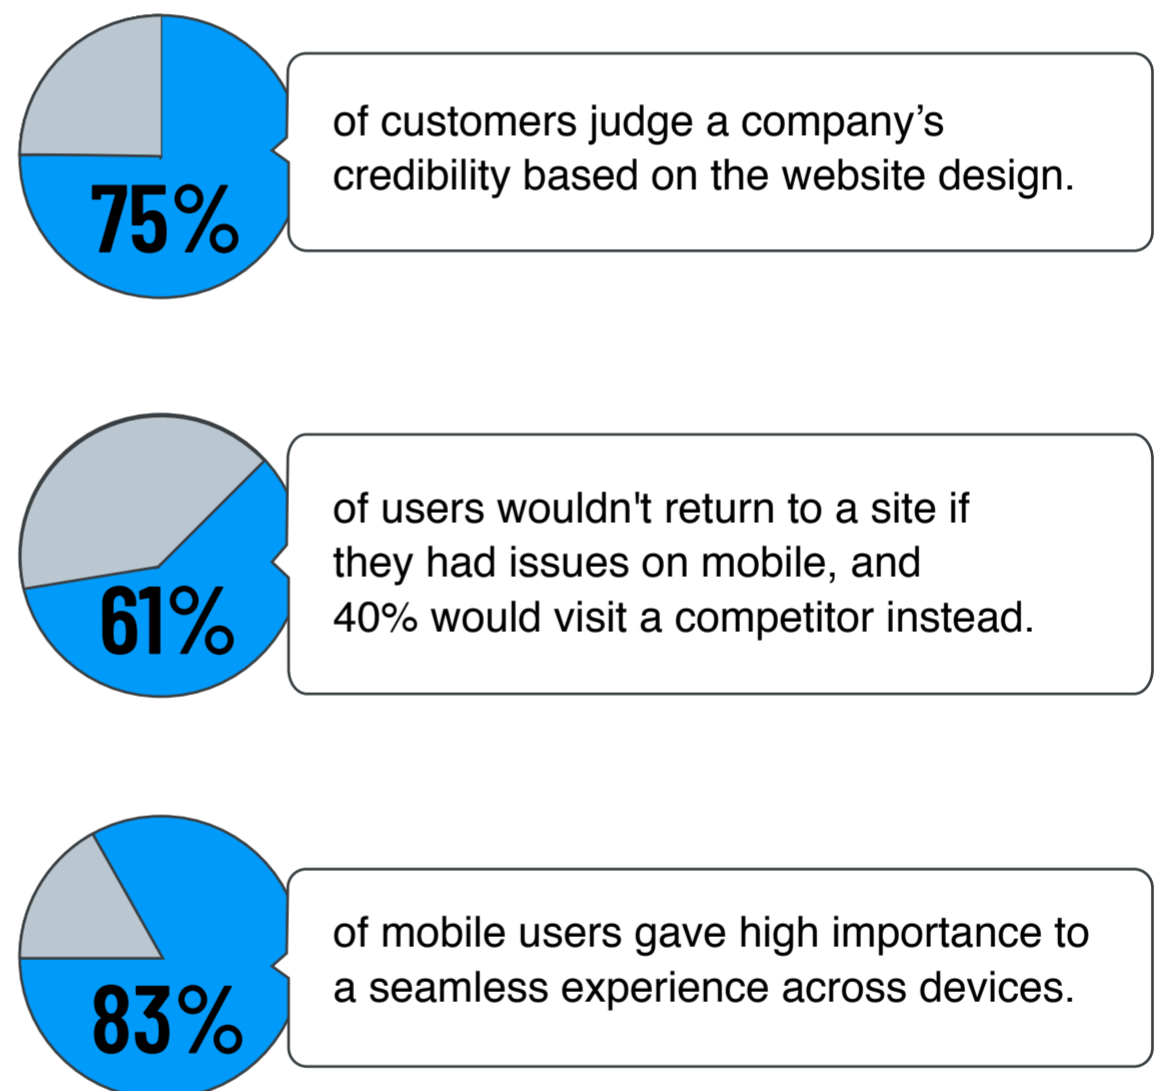 75%
of customers judge a company’s
credibility based on the website design.
61%
of users wouldn't return to a site if
they had issues on mobile, and
40% would visit a competitor instead.
83%
of mobile users gave high importance to
a seamless experience across devices.